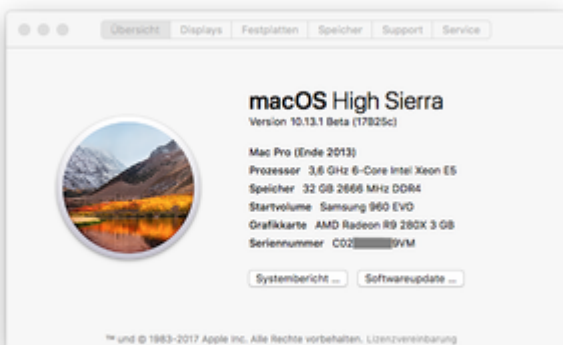 Übersicht Displays Festplatten Speicher Support Service
macOS High Sierra
Version 10.13.1 Beta (17B25c)
Mac Pro (Ende 2013)
Prozessor 3,6 GHz 6-Core Intel Xeon E5
Speicher 32 GB 2666 MHz DDR4
Startvolume Samsung 960 EVO
Grafikkarte AMD Radeon R9 280X 3 GB
Seriennummer C02 9VM
Systembericht ... Softwareupdate ...
™ und © 1983-2017 Apple Inc. Alle Rechte vorbehalten. Lizenzvereinbarung